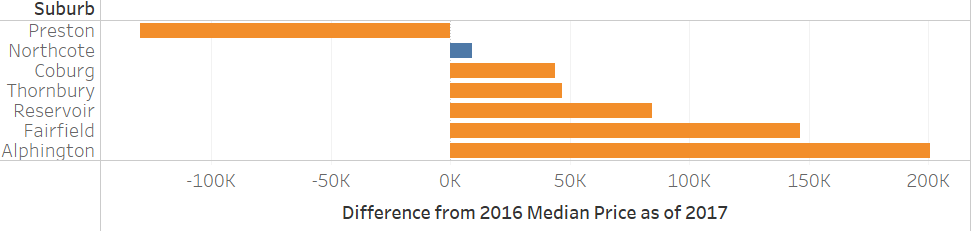 Suburb
Preston
Northcote
Coburg
Thornbury
Reservoir
Fairfield
Alphington
-100K -50K 0K 50K 100K 150K 200K
Difference from 2016 Median Price as of 2017